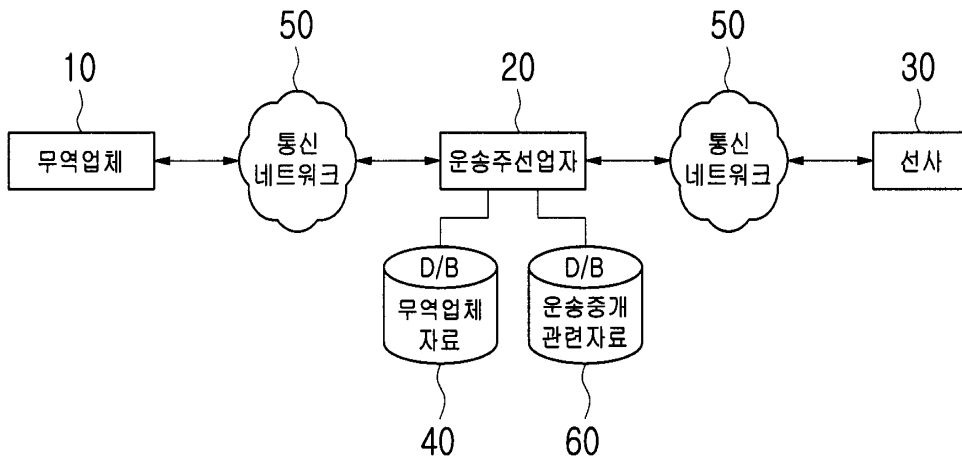 50
50
10
20
30
무역업체
통신
네트워크
운송주선업자
통신
네트워크
선사
D/B
무역업체
자료
D/B
운송중개
관련자료
40
60